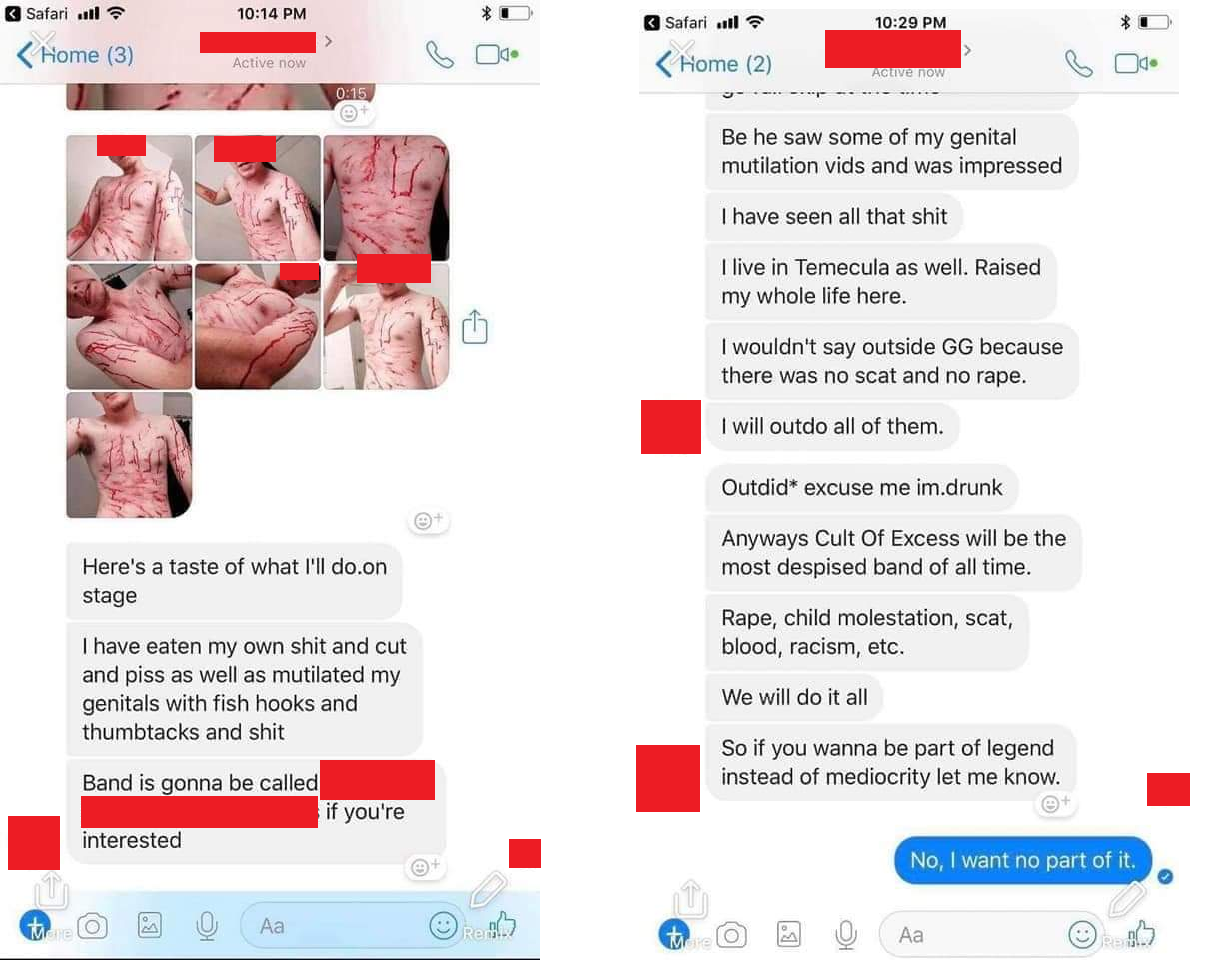 Safari
10:14 PM
Home (3)
Active now
0:15
Here's a taste of what I'll do.on
stage
I have eaten my own shit and cut
and piss as well as mutilated my
genitals with fish hooks and
thumbtacks and shit
Band is gonna be called
if you're
interested
Aa
More
Remix
Safari
10:29 PM
Home (2)
Active now
Be he saw some of my genital
mutilation vids and was impressed
I have seen all that shit
I live in Temecula as well. Raised
my whole life here.
I wouldn't say outside GG because
there was no scat and no rape.
I will outdo all of them.
Outdid* excuse me im.drunk
Anyways Cult Of Excess will be the
most despised band of all time.
Rape, child molestation, scat,
blood, racism, etc.
We will do it all
So if you wanna be part of legend
instead of mediocrity let me know.
No, I want no part of it.
Aa
More
Remix